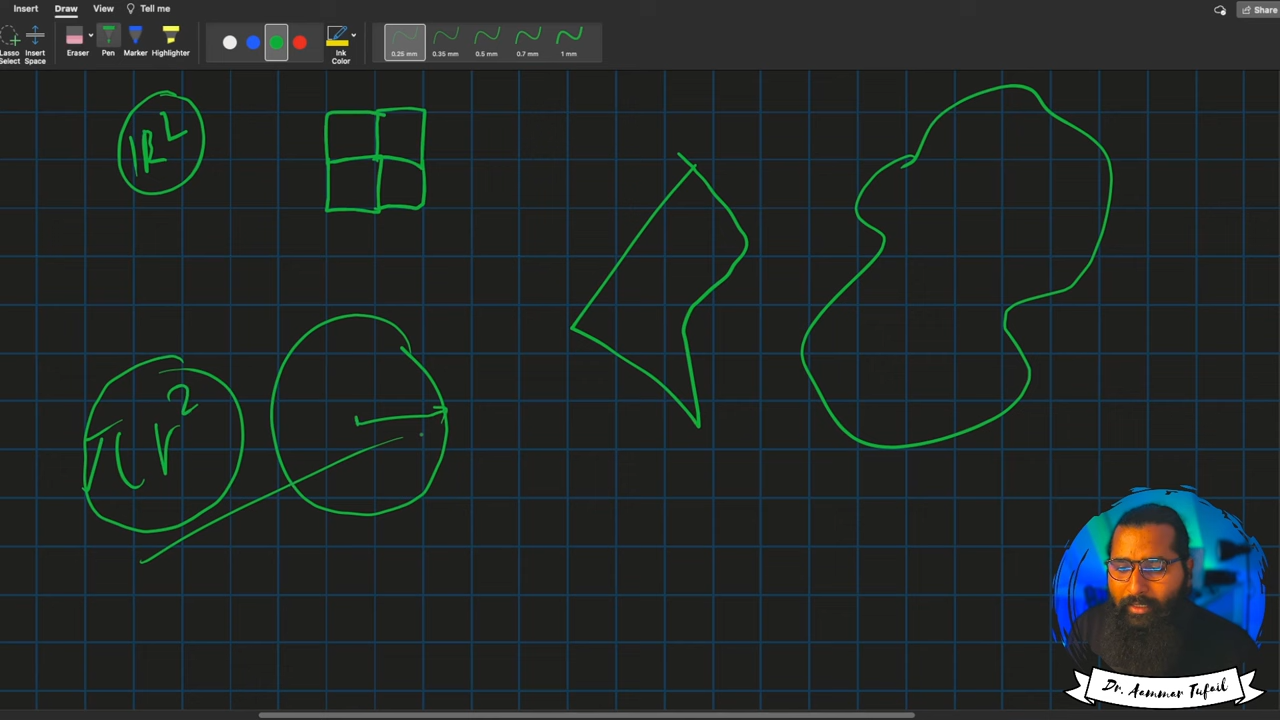 Insert Draw View Tell me
Share
Lasso Select
Insert Space
Eraser
Pen
Marker
Highlighter
Ink Color
0.25 mm
0.35 mm
0.5 mm
0.7 mm
1 mm
πr²
Dr. Aammar Tufail